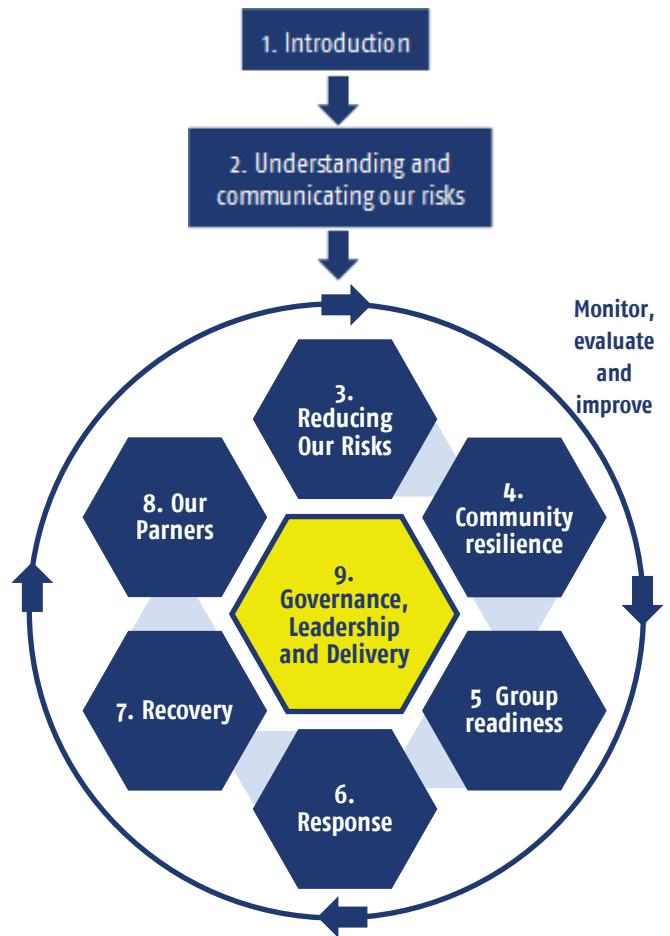 1. Introduction
2. Understanding and
communicating our risks
Monitor,
evaluate
and
improve
3.
Reducing
Our Risks
4.
Community
resilience
5 Group
readiness
6.
Response
7. Recovery
8. Our
Parners
9.
Governance,
Leadership
and Delivery